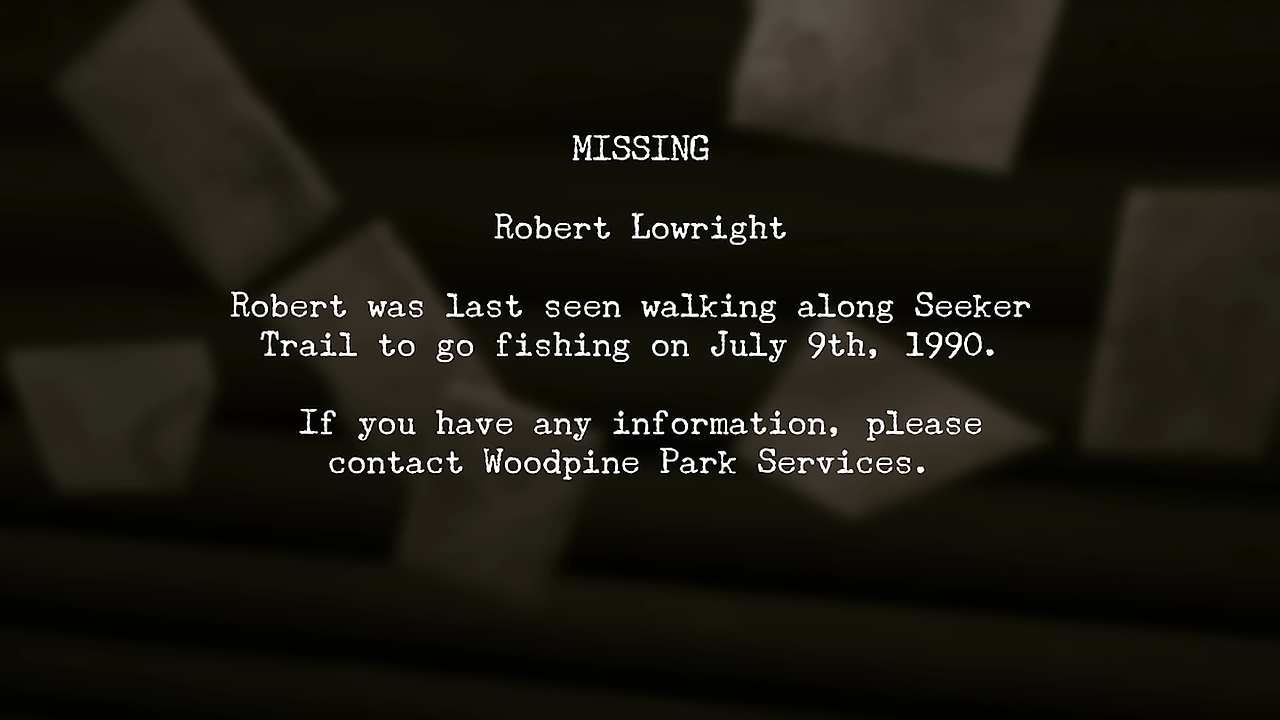 MISSING
Robert Lowright
Robert was last seen walking along Seeker
Trail to go fishing on July 9th, 1990.
If you have any information, please
contact Woodpine Park Services.